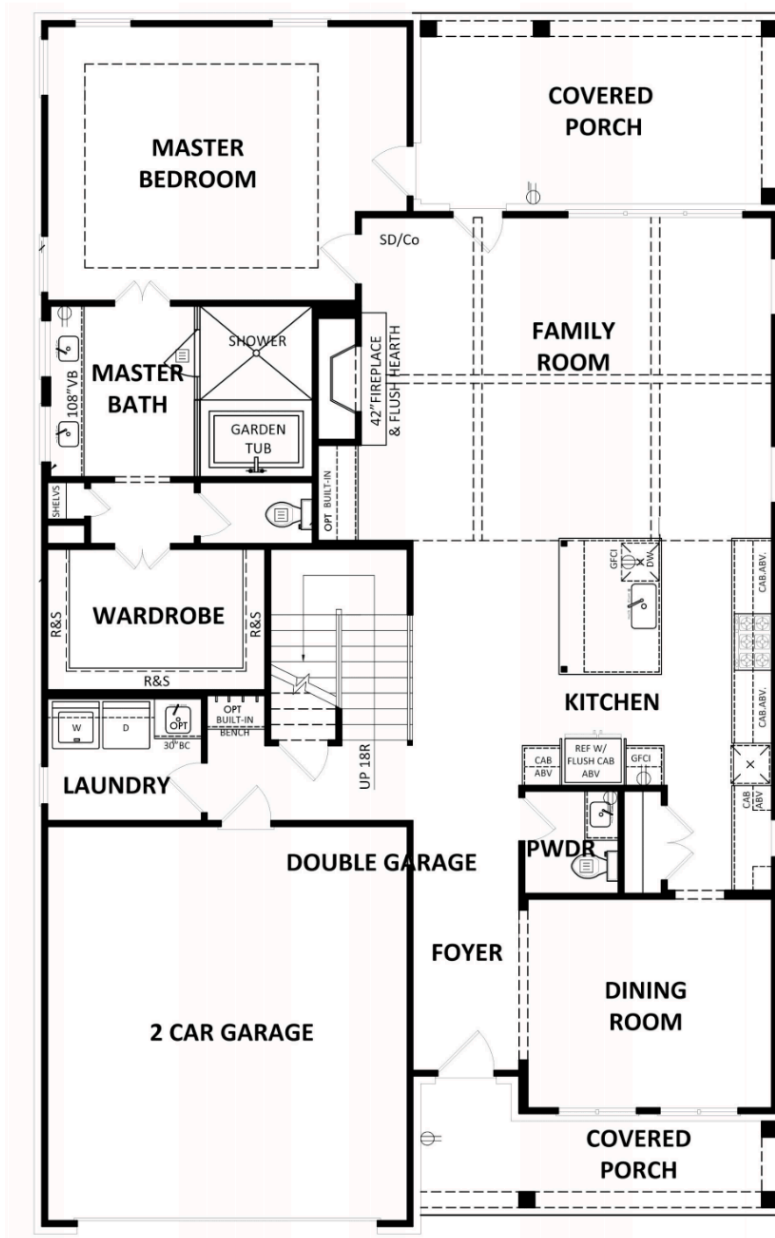 COVERED
PORCH
MASTER
BEDROOM
SD/Co
FAMILY
ROOM
SHOWER
42"FIREPLACE
& FLUSH HEARTH
MASTER
BATH
108"VB
GARDEN
TUB
OPT BUILT-IN
SHELVS
GFCI
DW
CAB.ABV.
WARDROBE
R&S
R&S
R&S
KITCHEN
CAB.ABV.
OPT
BUILT-IN
BENCH
W
D
OPT
30"BC
LAUNDRY
UP 18R
CAB
ABV
REF W/
FLUSH CAB
ABV
GFCI
CAB
ABV
PWDR
DOUBLE GARAGE
FOYER
DINING
ROOM
2 CAR GARAGE
COVERED
PORCH